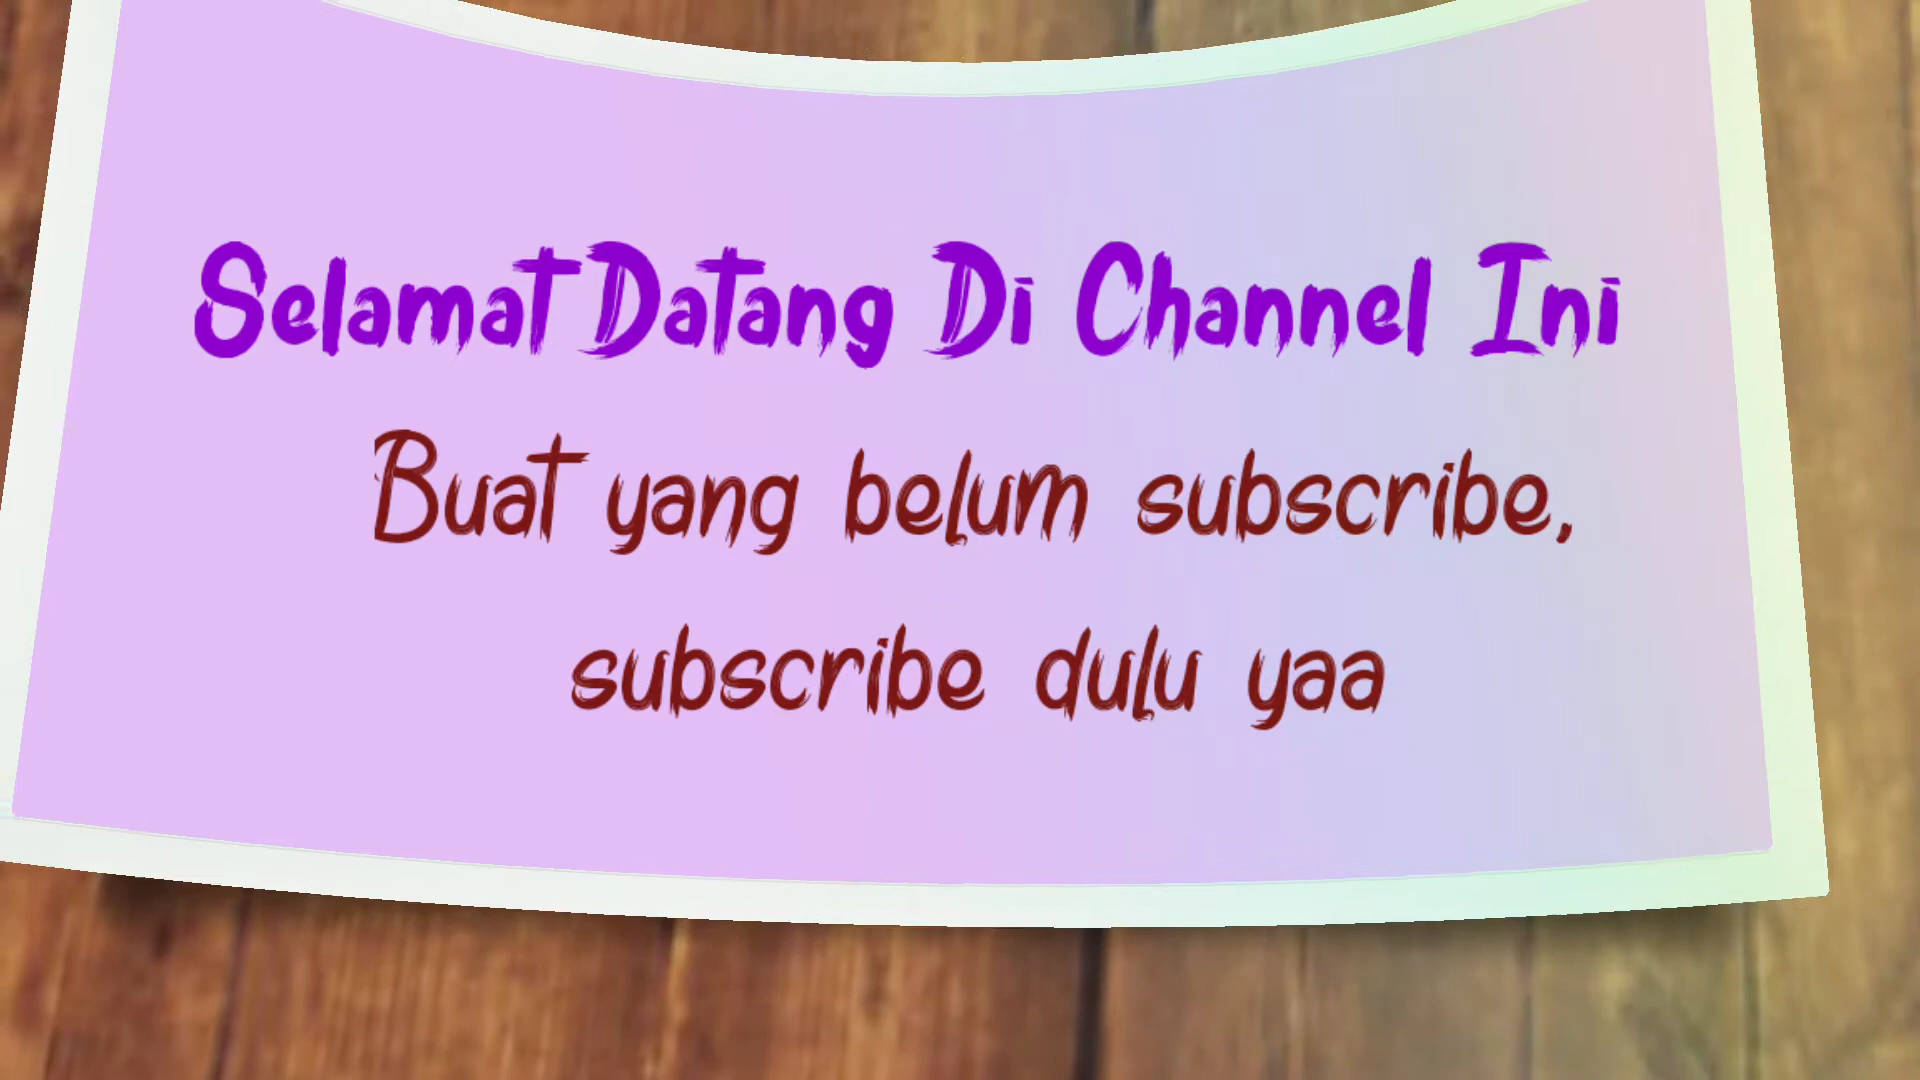 Selamat Datang Di Channel Ini
Buat yang belum subscribe,
subscribe dulu yaa